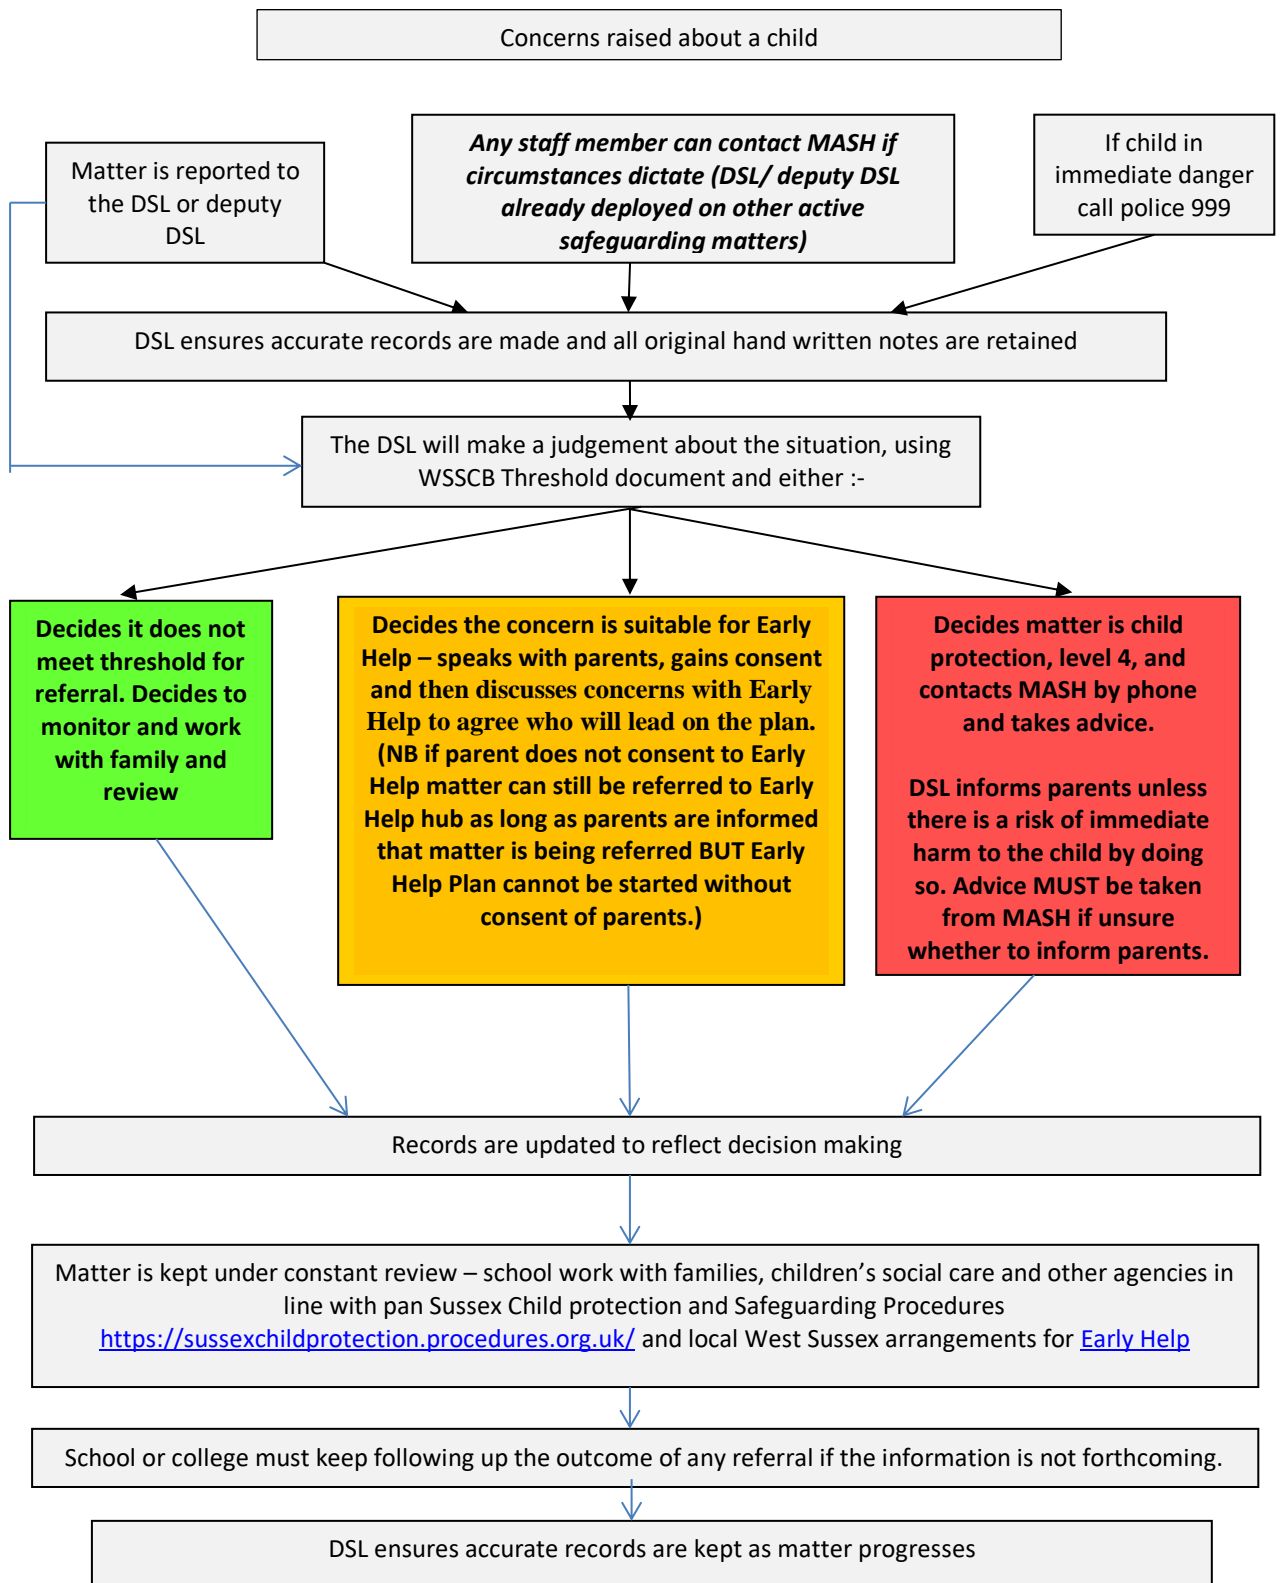 Concerns raised about a child
Matter is reported to
the DSL or deputy
DSL
Any staff member can contact MASH if
circumstances dictate (DSL/ deputy DSL
already deployed on other active
safeguarding matters)
If child in
immediate danger
call police 999
DSL ensures accurate records are made and all original hand written notes are retained
The DSL will make a judgement about the situation, using
WSSCB Threshold document and either :-
Decides it does not
meet threshold for
referral. Decides to
monitor and work
with family and
review
Decides the concern is suitable for Early
Help – speaks with parents, gains consent
and then discusses concerns with Early
Help to agree who will lead on the plan.
(NB if parent does not consent to Early
Help matter can still be referred to Early
Help hub as long as parents are informed
that matter is being referred BUT Early
Help Plan cannot be started without
consent of parents.)
Decides matter is child
protection, level 4, and
contacts MASH by phone
and takes advice.
DSL informs parents unless
there is a risk of immediate
harm to the child by doing
so. Advice MUST be taken
from MASH if unsure
whether to inform parents.
Records are updated to reflect decision making
Matter is kept under constant review – school work with families, children’s social care and other agencies in
line with pan Sussex Child protection and Safeguarding Procedures
https://sussexchildprotection.procedures.org.uk/ and local West Sussex arrangements for Early Help
School or college must keep following up the outcome of any referral if the information is not forthcoming.
DSL ensures accurate records are kept as matter progresses